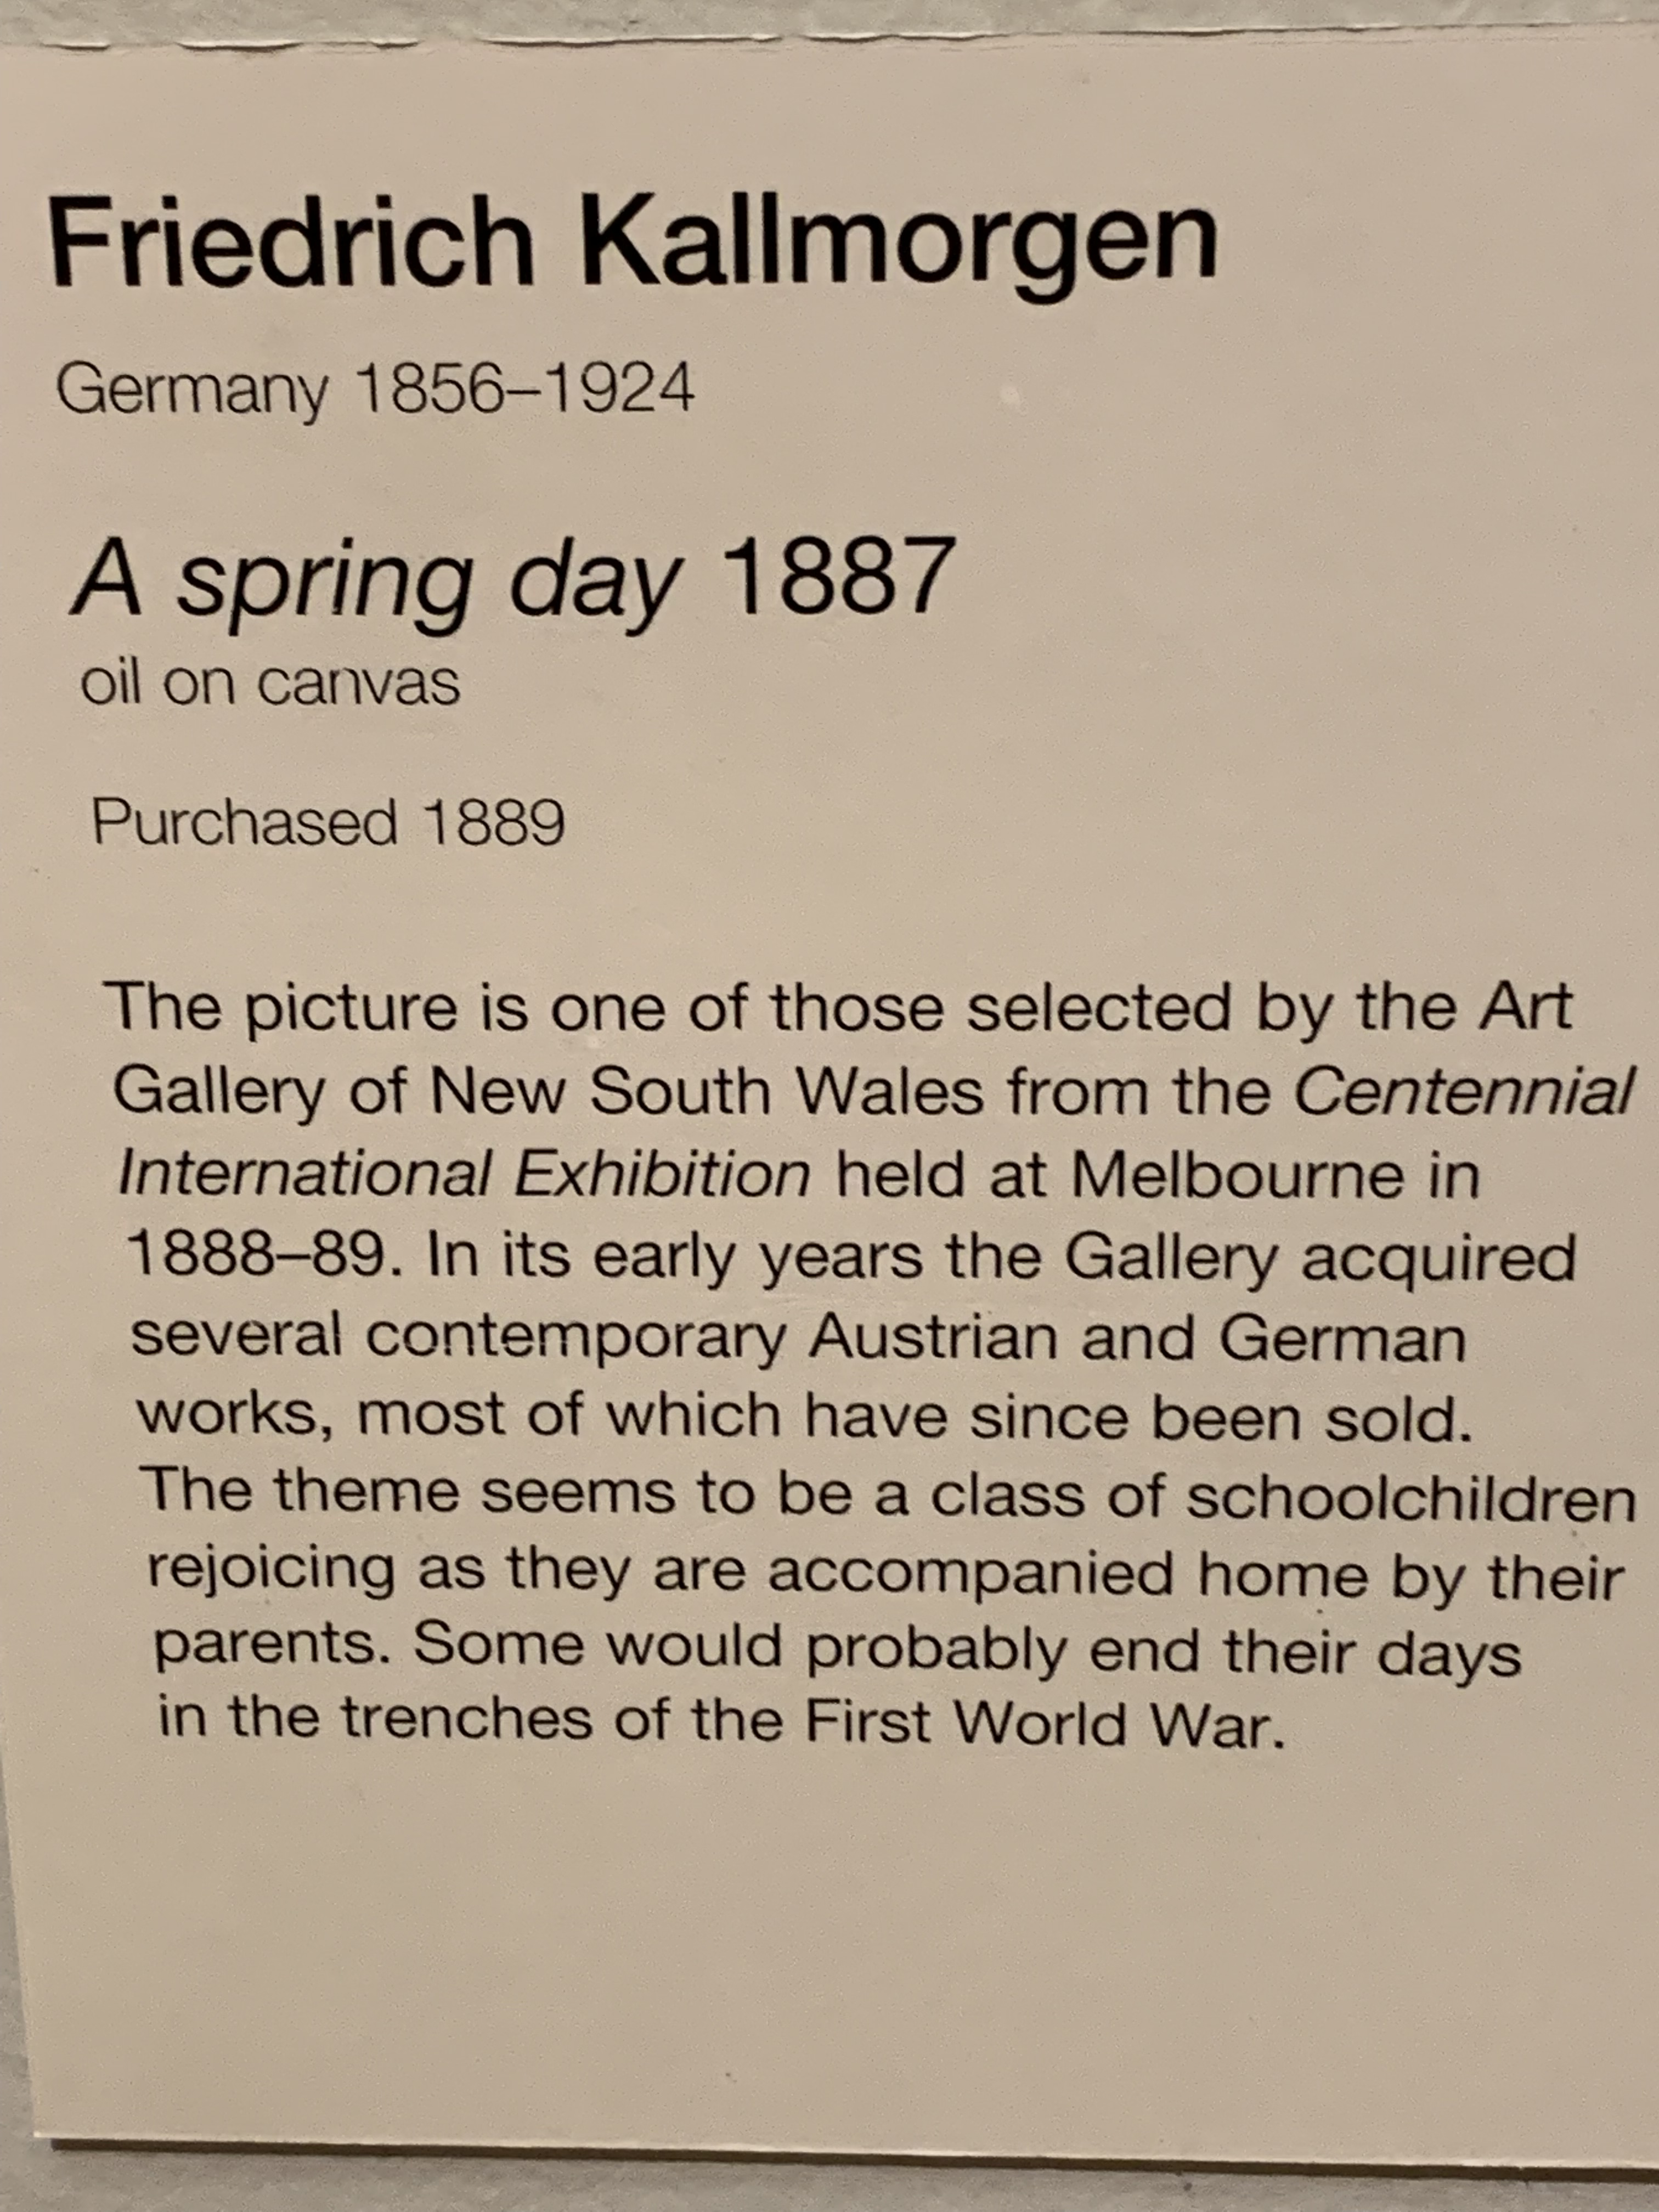 Friedrich Kallmorgen
Germany 1856–1924
A spring day 1887
oil on canvas
Purchased 1889
The picture is one of those selected by the Art
Gallery of New South Wales from the Centennial
International Exhibition held at Melbourne in
1888–89. In its early years the Gallery acquired
several contemporary Austrian and German
works, most of which have since been sold.
The theme seems to be a class of schoolchildren
rejoicing as they are accompanied home by their
parents. Some would probably end their days
in the trenches of the First World War.